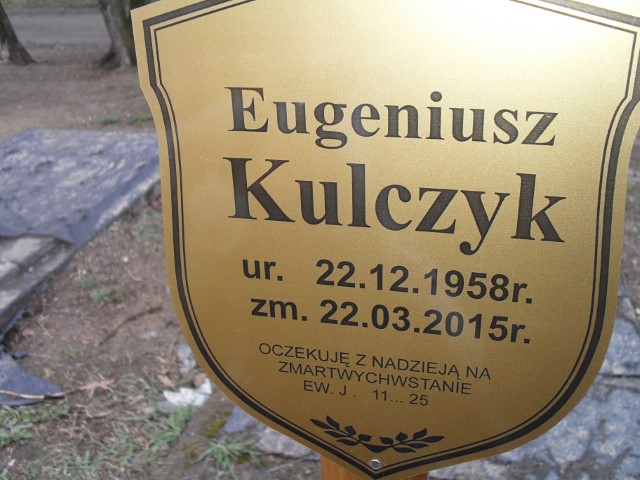 Eugeniusz
Kulczyk
ur. 22.12.1958r.
zm. 22.03.2015r.
OCZEKUJĘ Z NADZIEJĄ NA
ZMARTWYCHWSTANIE
EW. J . 11... 25